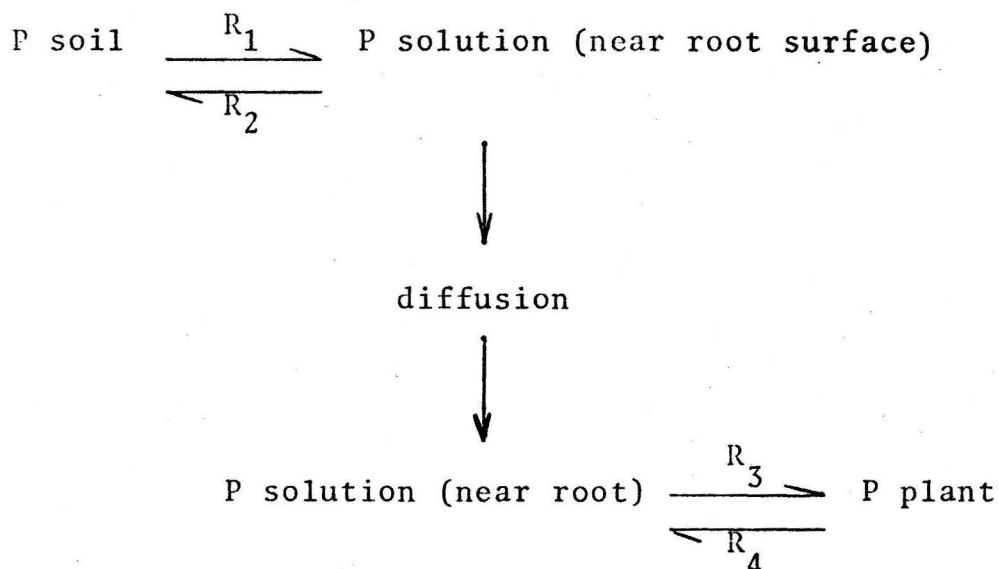 R1
P soil P solution (near root surface)
R2
diffusion
R3
P solution (near root) P plant
R4